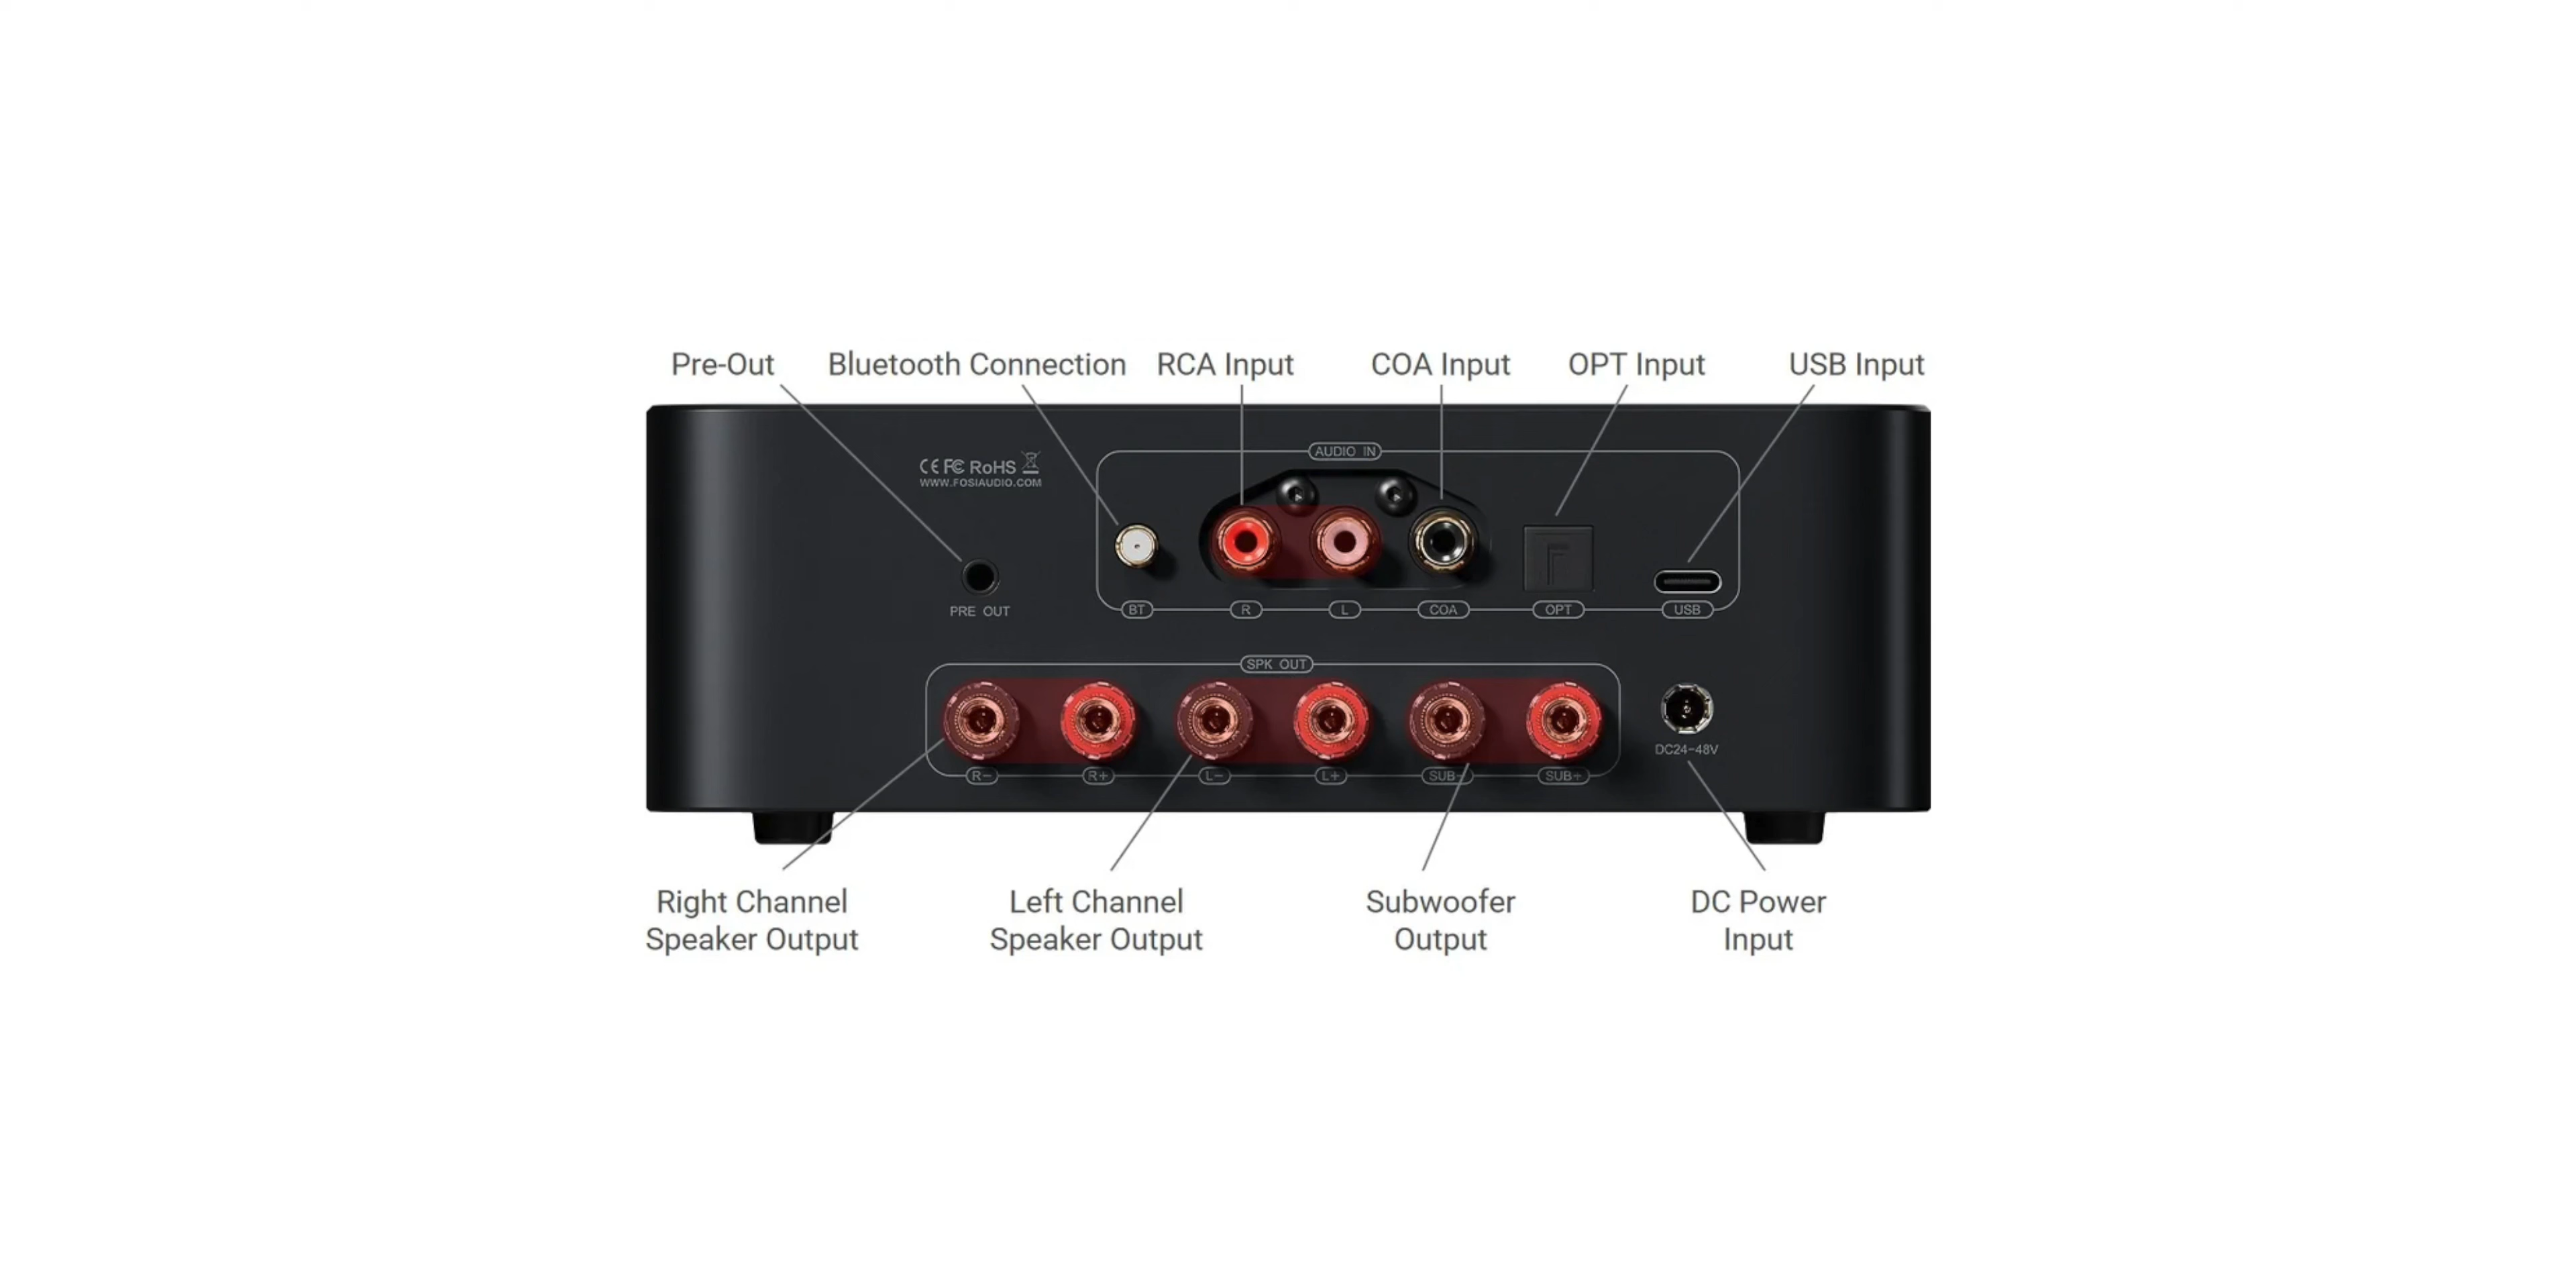 Pre-Out
Bluetooth Connection
RCA Input
COA Input
OPT Input
USB Input
AUDIO IN
CE FC RoHS
WWW.FOSIAUDIO.COM
PRE OUT
BT
R
L
COA
OPT
USB
SPK OUT
DC24-48V
R-
R+
L-
L+
SUB-
SUB+
Right Channel
Speaker Output
Left Channel
Speaker Output
Subwoofer
Output
DC Power
Input